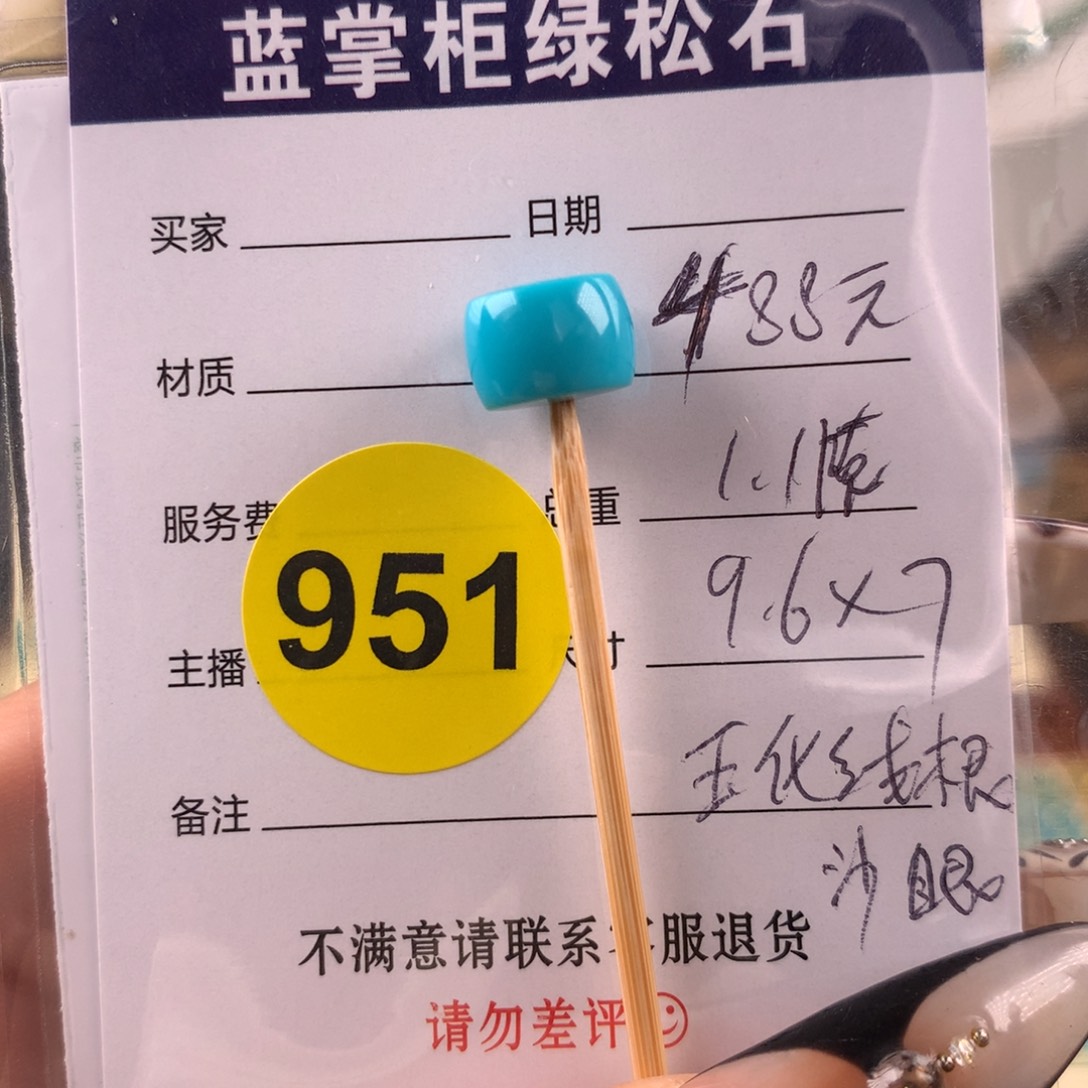 蓝掌柜绿松石
买家 日期
488元
材质
1.1
服务费 总重
951
9.6×7
主播 寸
玉化线根
备注
沙眼
不满意请联系 服退货
请勿差评